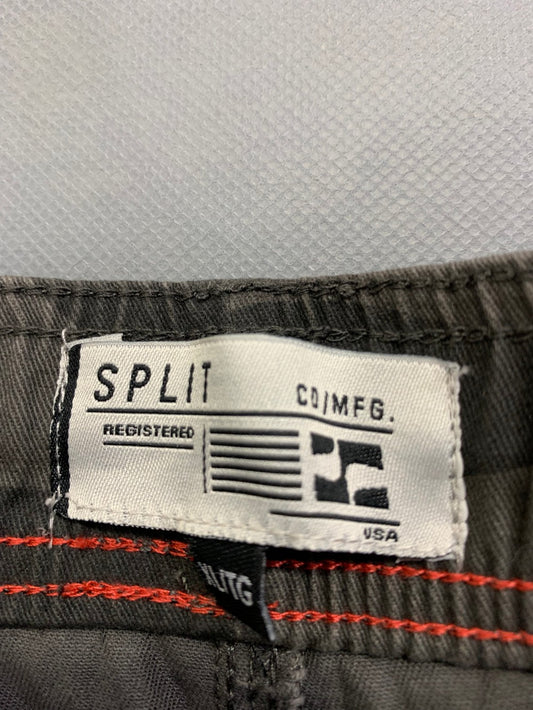 SPLIT CO/MFG.
REGISTERED
USA
XL/TG